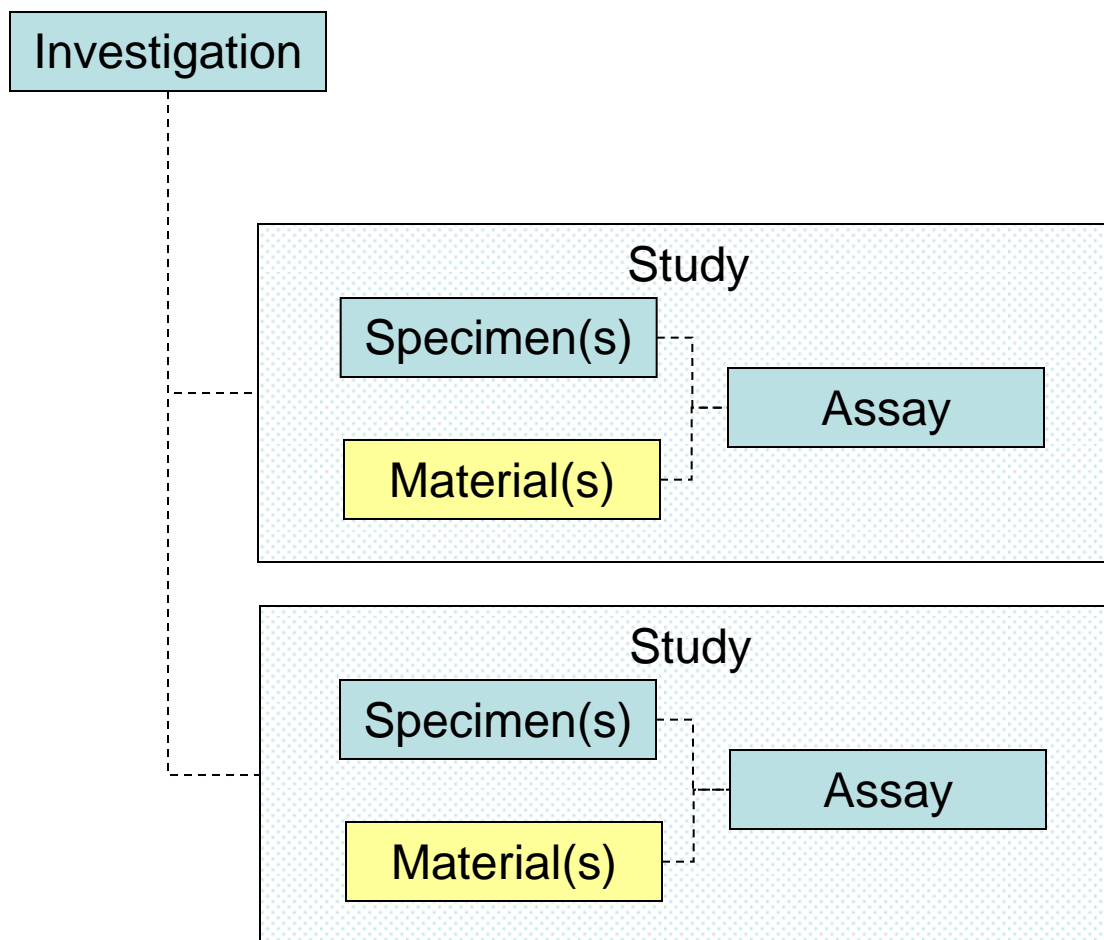 Investigation
Study
Specimen(s)
Assay
Material(s)
Study
Specimen(s)
Assay
Material(s)